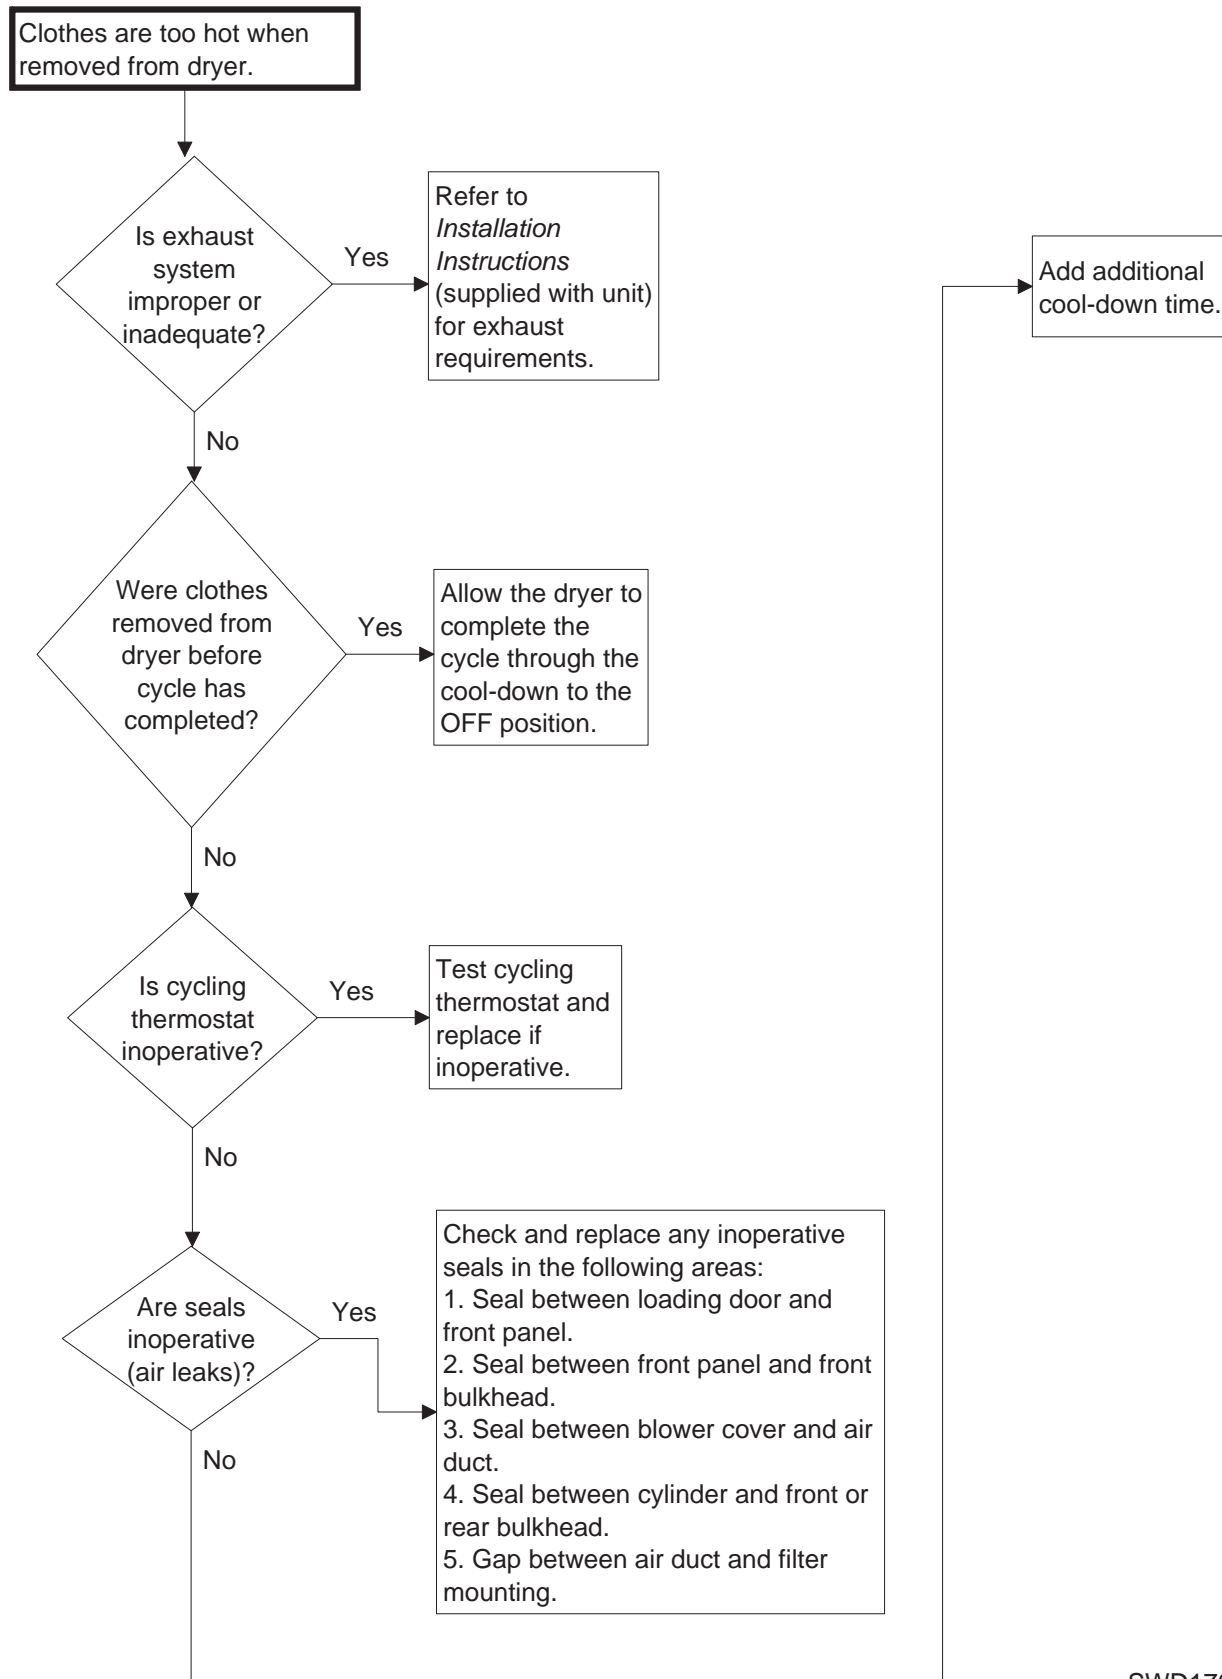 Clothes are too hot when
removed from dryer.
Is exhaust
system
improper or
inadequate?
Yes
Refer to
Installation
Instructions
(supplied with unit)
for exhaust
requirements.
No
Were clothes
removed from
dryer before
cycle has
completed?
Yes
Allow the dryer to
complete the
cycle through the
cool-down to the
OFF position.
No
Is cycling
thermostat
inoperative?
Yes
Test cycling
thermostat and
replace if
inoperative.
No
Are seals
inoperative
(air leaks)?
Yes
Check and replace any inoperative
seals in the following areas:
1. Seal between loading door and
front panel.
2. Seal between front panel and front
bulkhead.
3. Seal between blower cover and air
duct.
4. Seal between cylinder and front or
rear bulkhead.
5. Gap between air duct and filter
mounting.
No
Add additional
cool-down time.